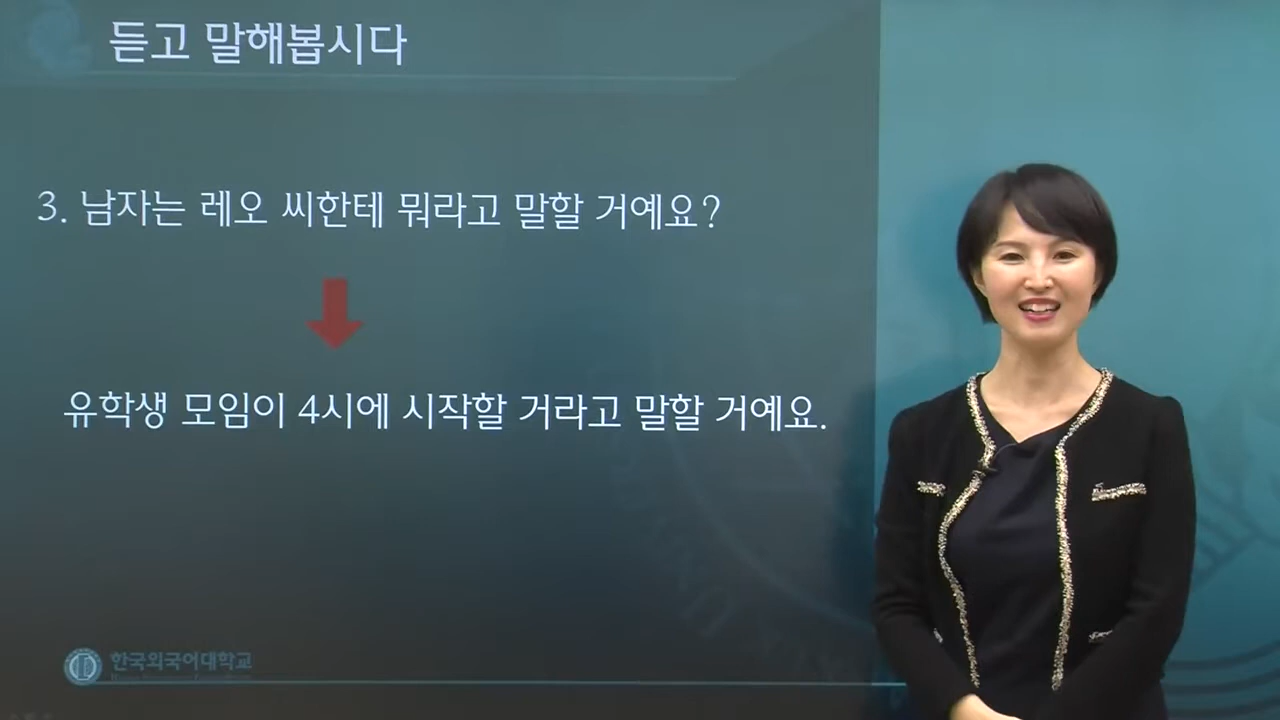 듣고 말해봅시다
3. 남자는 레오 씨한테 뭐라고 말할 거예요?
유학생 모임이 4시에 시작할 거라고 말할 거예요.
한국외국어대학교